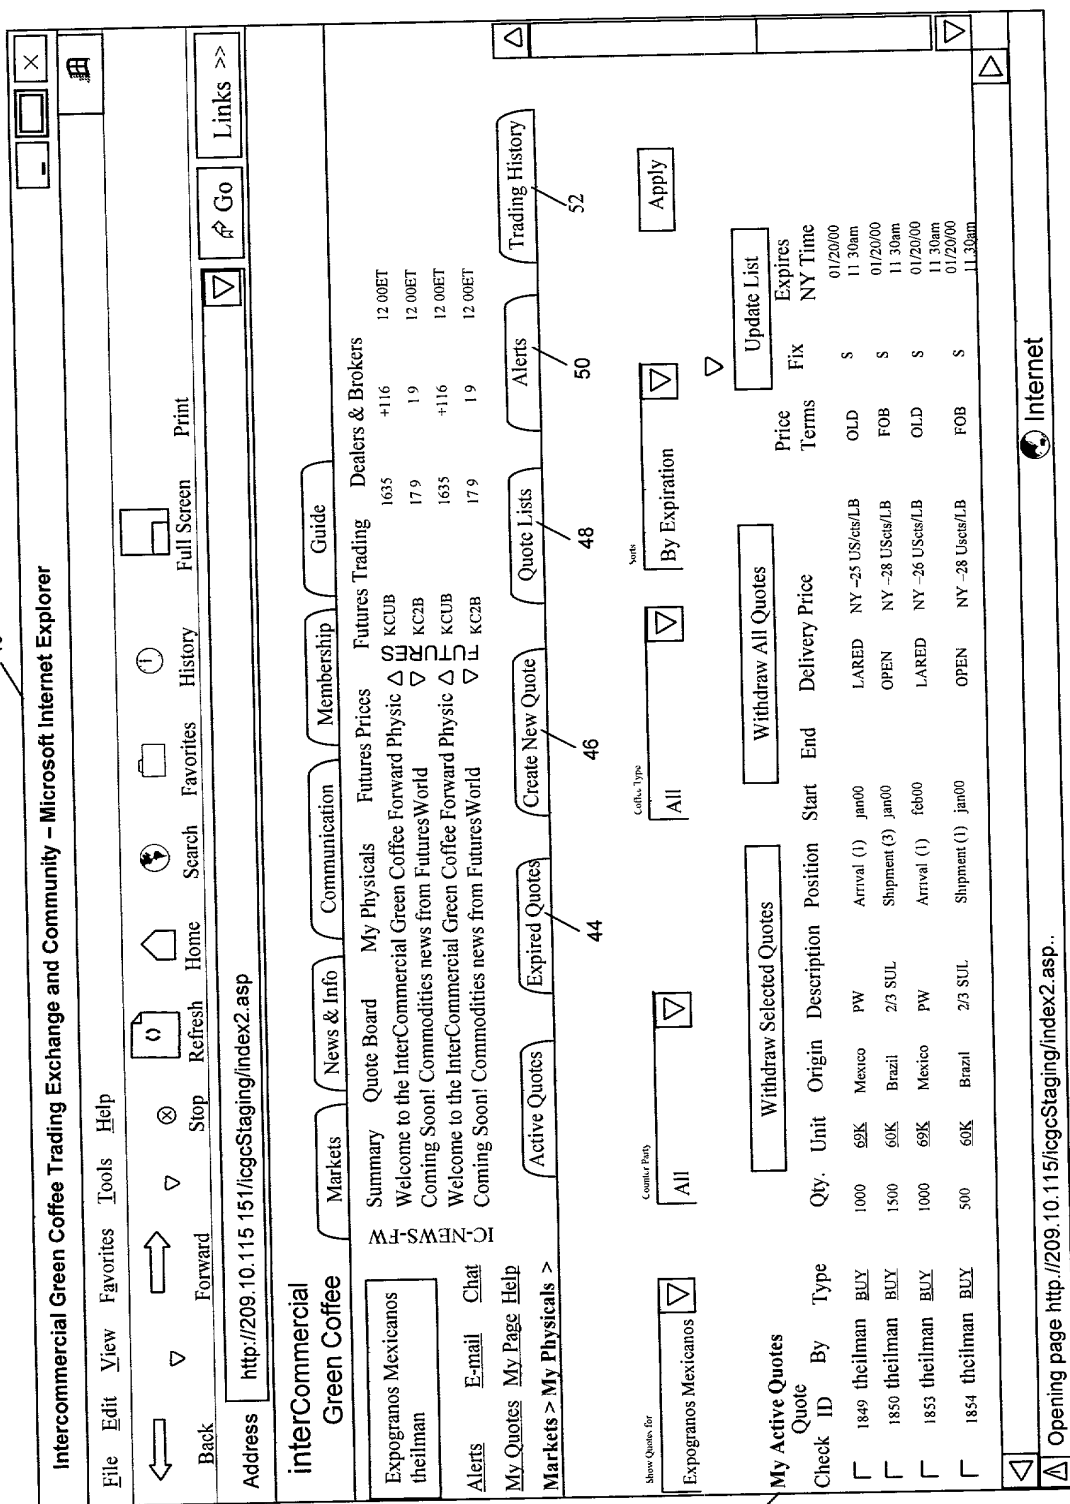 Intercommercial Green Coffee Trading Exchange and Community – Microsoft Internet Explorer
File Edit View Favorites Tools Help
Back Forward Stop Refresh Home Search Favorites History Full Screen Print
Address http://209.10.115 151/icgcStaging/index2.asp Go Links >>
interCommercial
Green Coffee
Markets News & Info Communication Membership Guide
Expogranos Mexicanos
theilman
Summary Quote Board My Physicals Futures Prices Futures Trading Dealers & Brokers
IC-NEWS-FW
Welcome to the InterCommercial Green Coffee Forward Physic
Coming Soon! Commodities news from FuturesWorld
Welcome to the InterCommercial Green Coffee Forward Physic
Coming Soon! Commodities news from FuturesWorld
FUTURES
KCUB 1635 +116 12 00ET
KC2B 17 9 1 9 12 00ET
KCUB 1635 +116 12 00ET
KC2B 17 9 1 9 12 00ET
Alerts E-mail Chat
My Quotes My Page Help
Markets > My Physicals >
Active Quotes Expired Quotes Create New Quote Quote Lists Alerts Trading History
44 46 48 50 52
Show Quotes for Counter Party Coffee Type Sorts
Expogranos Mexicanos All All By Expiration Apply
Withdraw Selected Quotes Withdraw All Quotes Update List
My Active Quotes
Quote Price Expires
Check ID By Type Qty. Unit Origin Description Position Start End Delivery Price Terms Fix NY Time
1849 theilman BUY 1000 69K Mexico PW Arrival (1) jan00 LARED NY –25 US/cts/LB OLD S 01/20/00 11 30am
1850 theilman BUY 1500 60K Brazil 2/3 SUL Shipment (3) jan00 OPEN NY –28 UScts/LB FOB S 01/20/00 11 30am
1853 theilman BUY 1000 69K Mexico PW Arrival (1) feb00 LARED NY –26 UScts/LB OLD S 01/20/00 11 30am
1854 theilman BUY 500 60K Brazil 2/3 SUL Shipment (1) jan00 OPEN NY –28 Uscts/LB FOB S 01/20/00 11.30am
Opening page http.//209.10.115/icgcStaging/index2.asp..
Internet